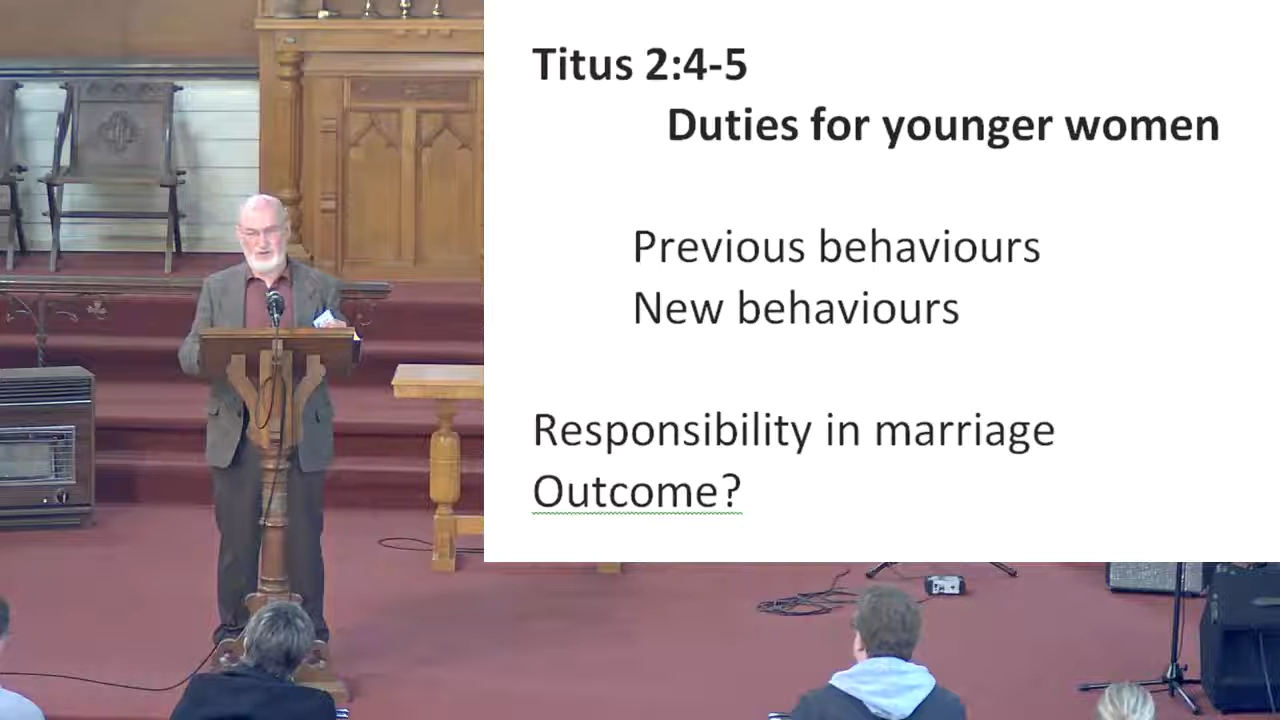 Titus 2:4-5
Duties for younger women
Previous behaviours
New behaviours
Responsibility in marriage
Outcome?